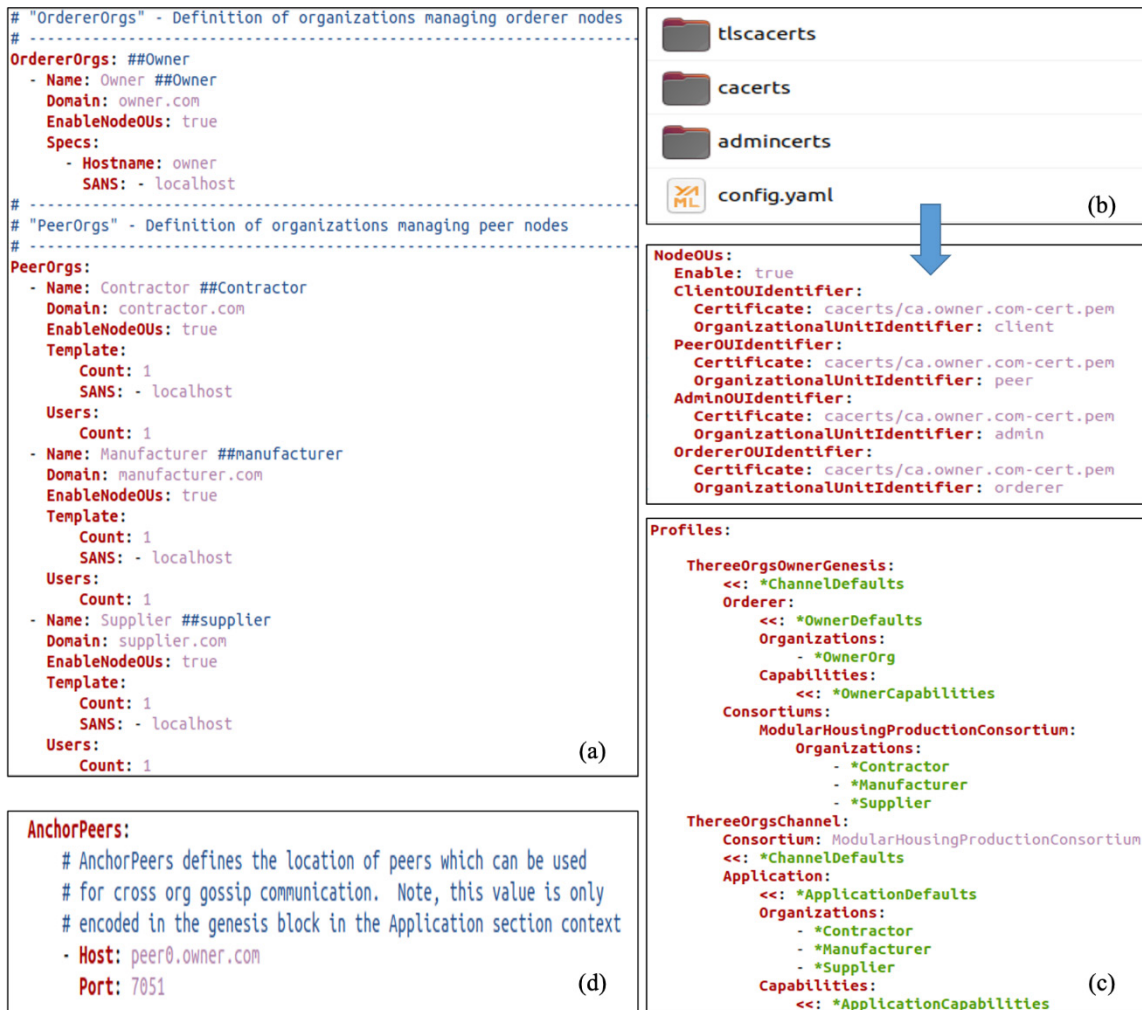 # "OrdererOrgs" - Definition of organizations managing orderer nodes
# --------------------------------------------------------------------
OrdererOrgs: ##Owner
  - Name: Owner ##Owner
    Domain: owner.com
    EnableNodeOUs: true
    Specs:
      - Hostname: owner
        SANS: - localhost
# --------------------------------------------------------------------
# "PeerOrgs" - Definition of organizations managing peer nodes
# --------------------------------------------------------------------
PeerOrgs:
  - Name: Contractor ##Contractor
    Domain: contractor.com
    EnableNodeOUs: true
    Template:
        Count: 1
        SANS: - localhost
    Users:
        Count: 1
  - Name: Manufacturer ##manufacturer
    Domain: manufacturer.com
    EnableNodeOUs: true
    Template:
        Count: 1
        SANS: - localhost
    Users:
        Count: 1
  - Name: Supplier ##supplier
    Domain: supplier.com
    EnableNodeOUs: true
    Template:
        Count: 1
        SANS: - localhost
    Users:
        Count: 1
(a)
tlscacerts
cacerts
admincerts
YAML config.yaml
(b)
NodeOUs:
  Enable: true
  ClientOUIdentifier:
    Certificate: cacerts/ca.owner.com-cert.pem
    OrganizationalUnitIdentifier: client
  PeerOUIdentifier:
    Certificate: cacerts/ca.owner.com-cert.pem
    OrganizationalUnitIdentifier: peer
  AdminOUIdentifier:
    Certificate: cacerts/ca.owner.com-cert.pem
    OrganizationalUnitIdentifier: admin
  OrdererOUIdentifier:
    Certificate: cacerts/ca.owner.com-cert.pem
    OrganizationalUnitIdentifier: orderer
Profiles:
    ThereeOrgsOwnerGenesis:
        <<: *ChannelDefaults
        Orderer:
            <<: *OwnerDefaults
            Organizations:
                - *OwnerOrg
            Capabilities:
                <<: *OwnerCapabilities
        Consortiums:
            ModularHousingProductionConsortium:
                Organizations:
                    - *Contractor
                    - *Manufacturer
                    - *Supplier
    ThereeOrgsChannel:
        Consortium: ModularHousingProductionConsortium
        <<: *ChannelDefaults
        Application:
            <<: *ApplicationDefaults
            Organizations:
                - *Contractor
                - *Manufacturer
                - *Supplier
            Capabilities:
                <<: *ApplicationCapabilities
(c)
AnchorPeers:
    # AnchorPeers defines the location of peers which can be used
    # for cross org gossip communication.  Note, this value is only
    # encoded in the genesis block in the Application section context
    - Host: peer0.owner.com
      Port: 7051
(d)